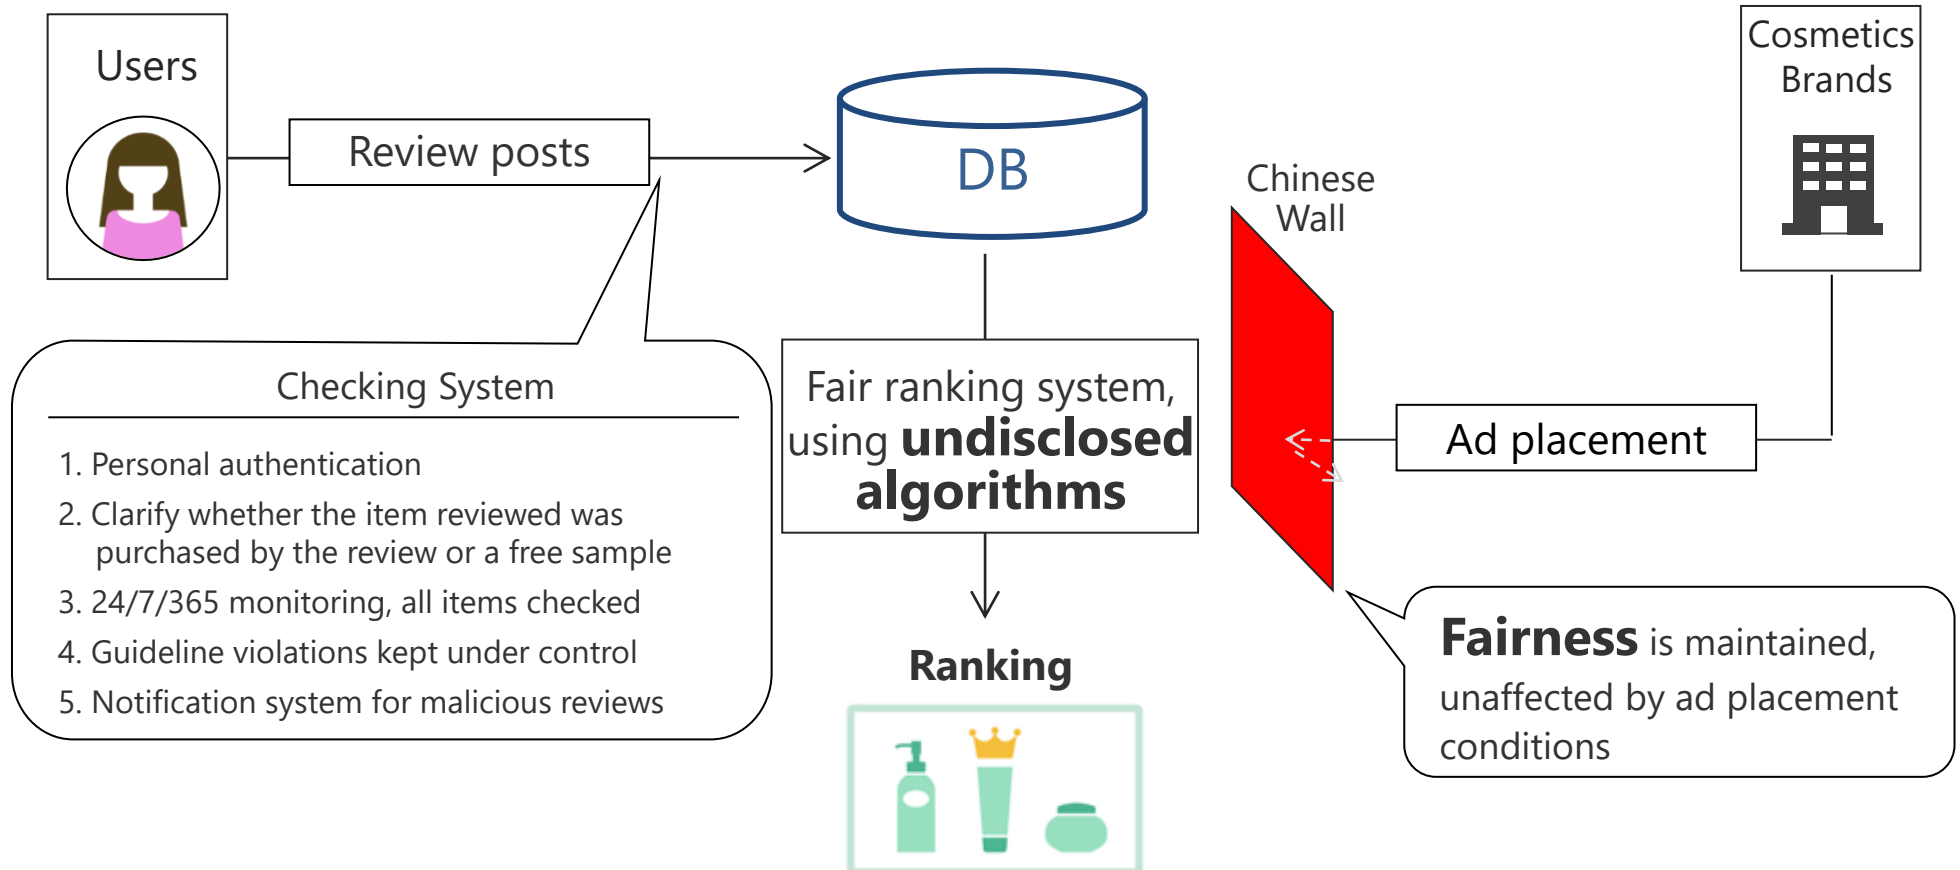 Users
Review posts
DB
Cosmetics
Brands
Chinese
Wall
Checking System
1. Personal authentication
2. Clarify whether the item reviewed was
purchased by the review or a free sample
3. 24/7/365 monitoring, all items checked
4. Guideline violations kept under control
5. Notification system for malicious reviews
Fair ranking system,
using undisclosed
algorithms
Ad placement
Ranking
Fairness is maintained,
unaffected by ad placement
conditions